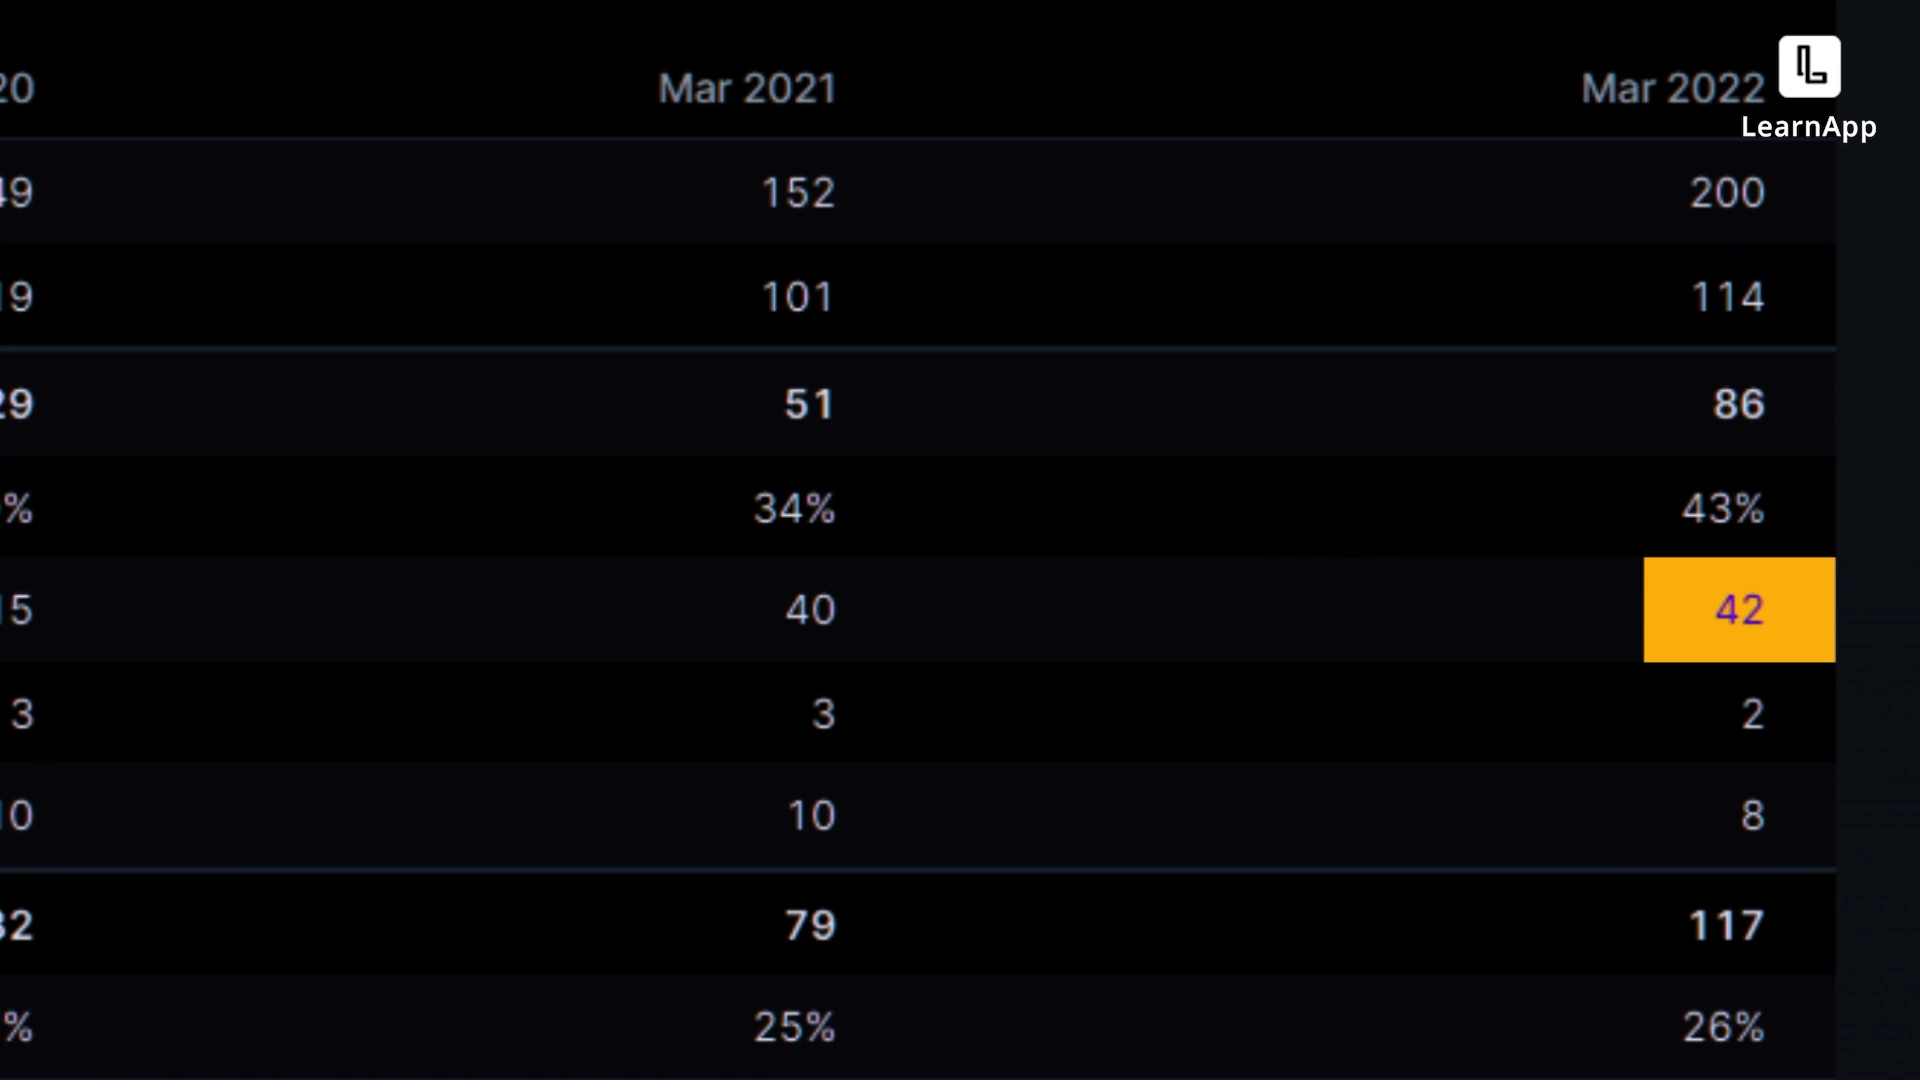 20 Mar 2021 Mar 2022
LearnApp
49 152 200
19 101 114
29 51 86
% 34% 43%
15 40 42
3 3 2
10 10 8
32 79 117
% 25% 26%